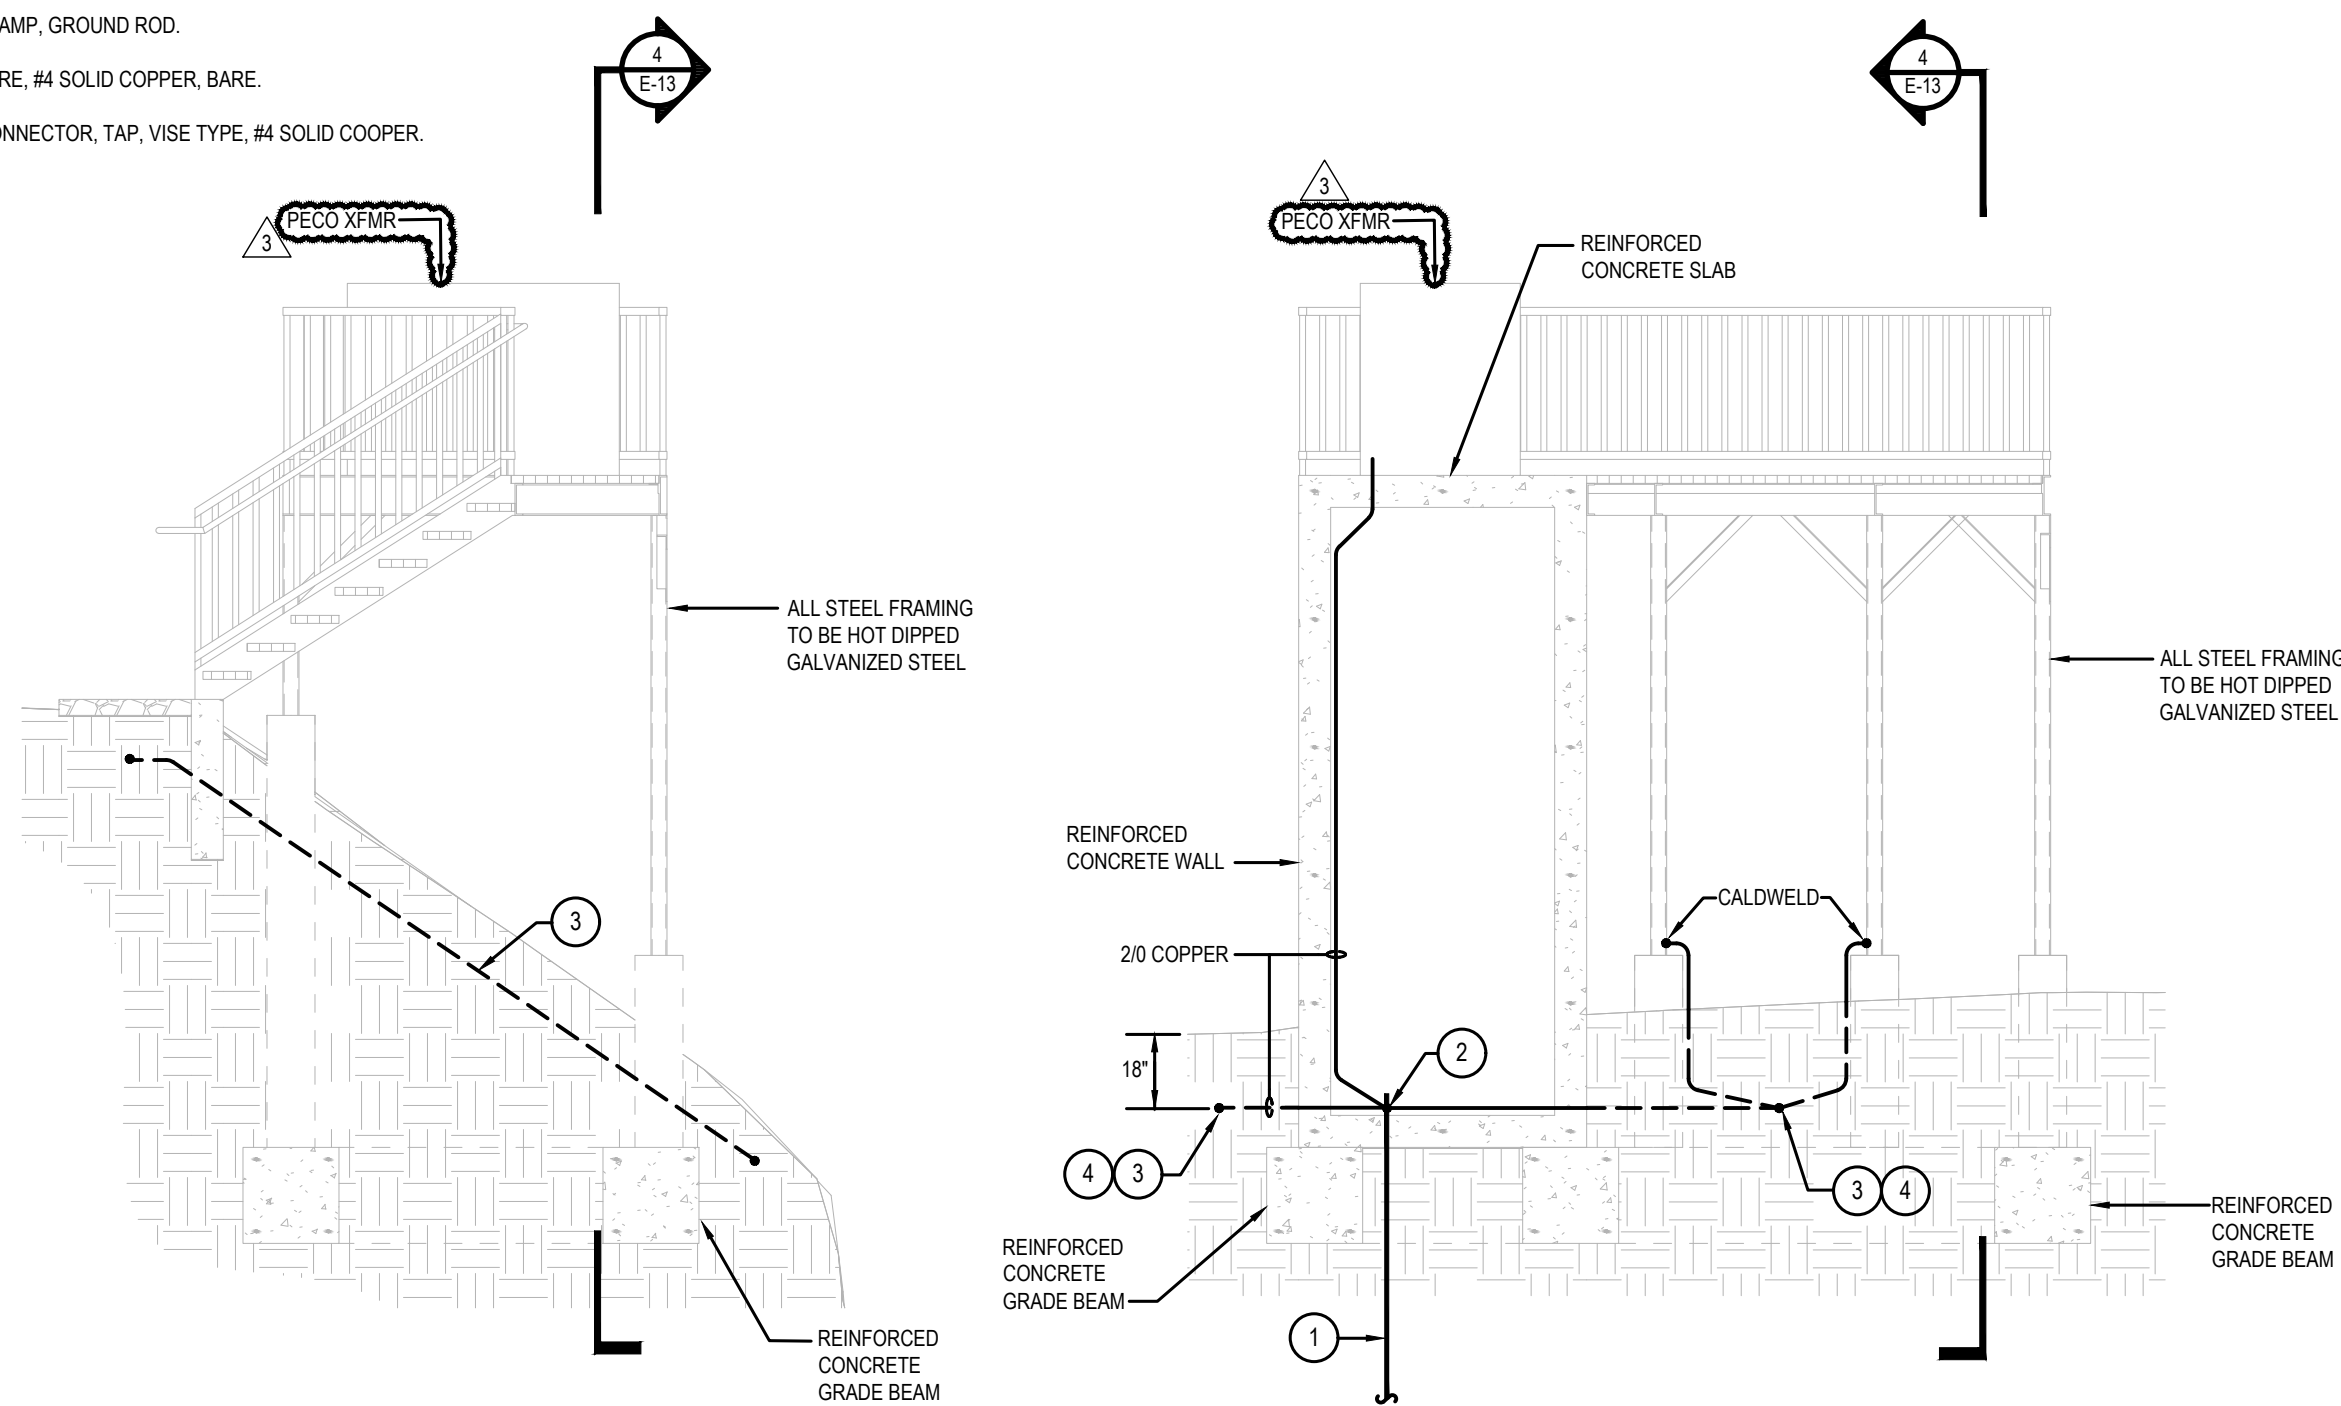 AMP, GROUND ROD.
RE, #4 SOLID COPPER, BARE.
ONNECTOR, TAP, VISE TYPE, #4 SOLID COOPER.
4
E-13
4
E-13
3
PECO XFMR
3
PECO XFMR
REINFORCED
CONCRETE SLAB
ALL STEEL FRAMING
TO BE HOT DIPPED
GALVANIZED STEEL
ALL STEEL FRAMING
TO BE HOT DIPPED
GALVANIZED STEEL
REINFORCED
CONCRETE WALL
CALDWELD
3
2/0 COPPER
2
18"
4 3
3 4
REINFORCED
CONCRETE
GRADE BEAM
REINFORCED
CONCRETE
GRADE BEAM
1
REINFORCED
CONCRETE
GRADE BEAM